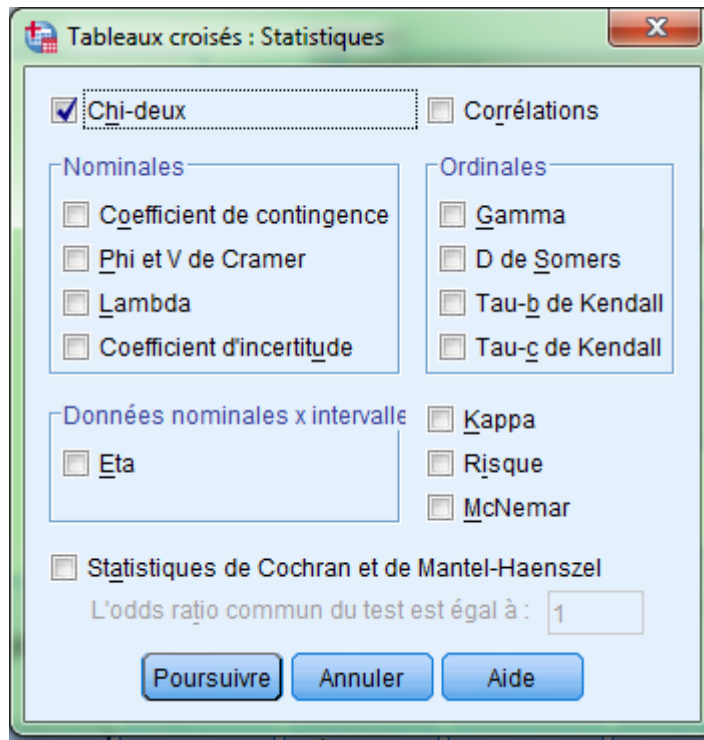 Tableaux croisés : Statistiques
Chi-deux
Corrélations
Nominales
Coefficient de contingence
Phi et V de Cramer
Lambda
Coefficient d'incertitude
Ordinales
Gamma
D de Somers
Tau-b de Kendall
Tau-c de Kendall
Données nominales x intervalle
Eta
Kappa
Risque
McNemar
Statistiques de Cochran et de Mantel-Haenszel
L'odds ratio commun du test est égal à : 1
Poursuivre Annuler Aide